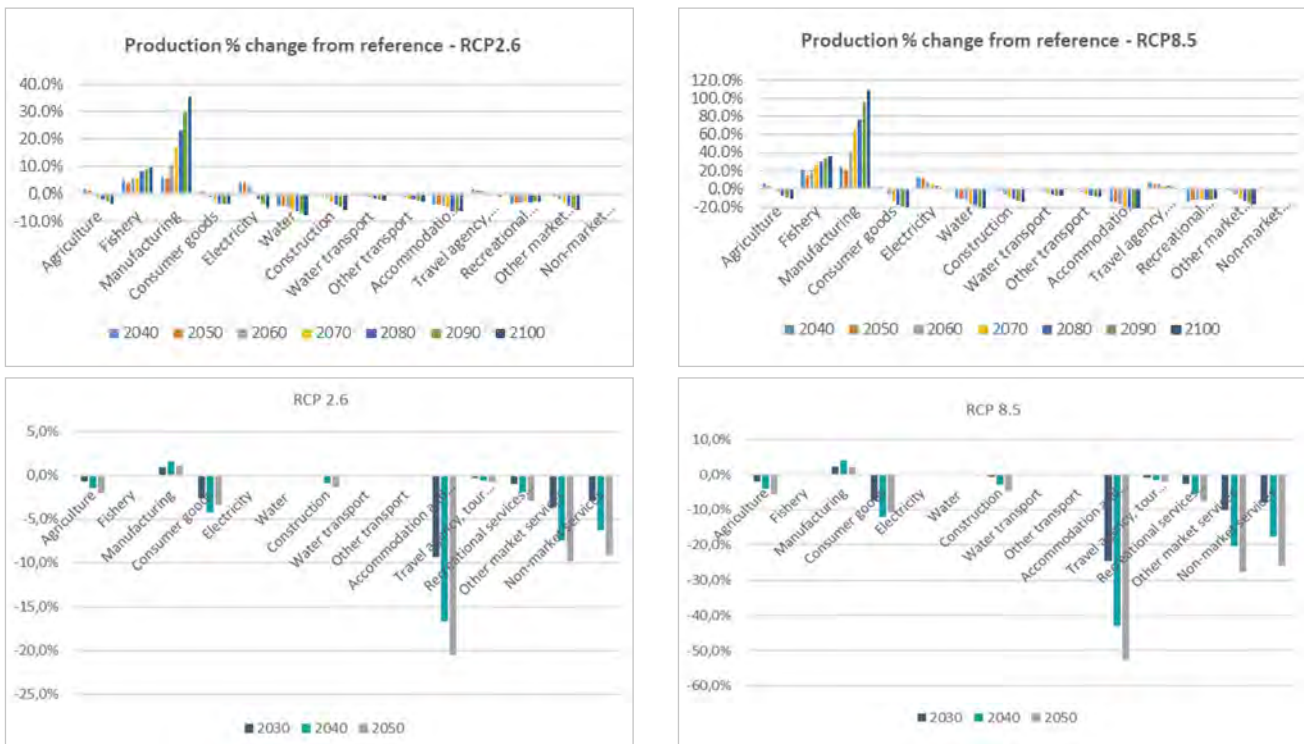 Production % change from reference - RCP2.6
40.0%
30.0%
20.0%
10.0%
0.0%
-10.0%
Agriculture
Fishery
Manufacturing
Consumer goods
Electricity
Water
Construction
Water transport
Other transport
Accommodatio...
Travel agency,...
Recreational...
Other market...
Non-market...
2040 2050 2060 2070 2080 2090 2100
Production % change from reference - RCP8.5
120.0%
100.0%
80.0%
60.0%
40.0%
20.0%
0.0%
-20.0%
Agriculture
Fishery
Manufacturing
Consumer goods
Electricity
Water
Construction
Water transport
Other transport
Accommodatio...
Travel agency,...
Recreational...
Other market...
Non-market...
2040 2050 2060 2070 2080 2090 2100
RCP 2.6
5,0%
0,0%
-5,0%
-10,0%
-15,0%
-20,0%
-25,0%
Agriculture
Fishery
Manufacturing
Consumer goods
Electricity
Water
Construction
Water transport
Other transport
Accommodation
Travel agency, tour...
Recreational services
Other market services
Non-market services
2030 2040 2050
RCP 8.5
10,0%
0,0%
-10,0%
-20,0%
-30,0%
-40,0%
-50,0%
-60,0%
Agriculture
Fishery
Manufacturing
Consumer goods
Electricity
Water
Construction
Water transport
Other transport
Accommodation
Travel agency, tour...
Recreational services
Other market services
Non-market services
2030 2040 2050